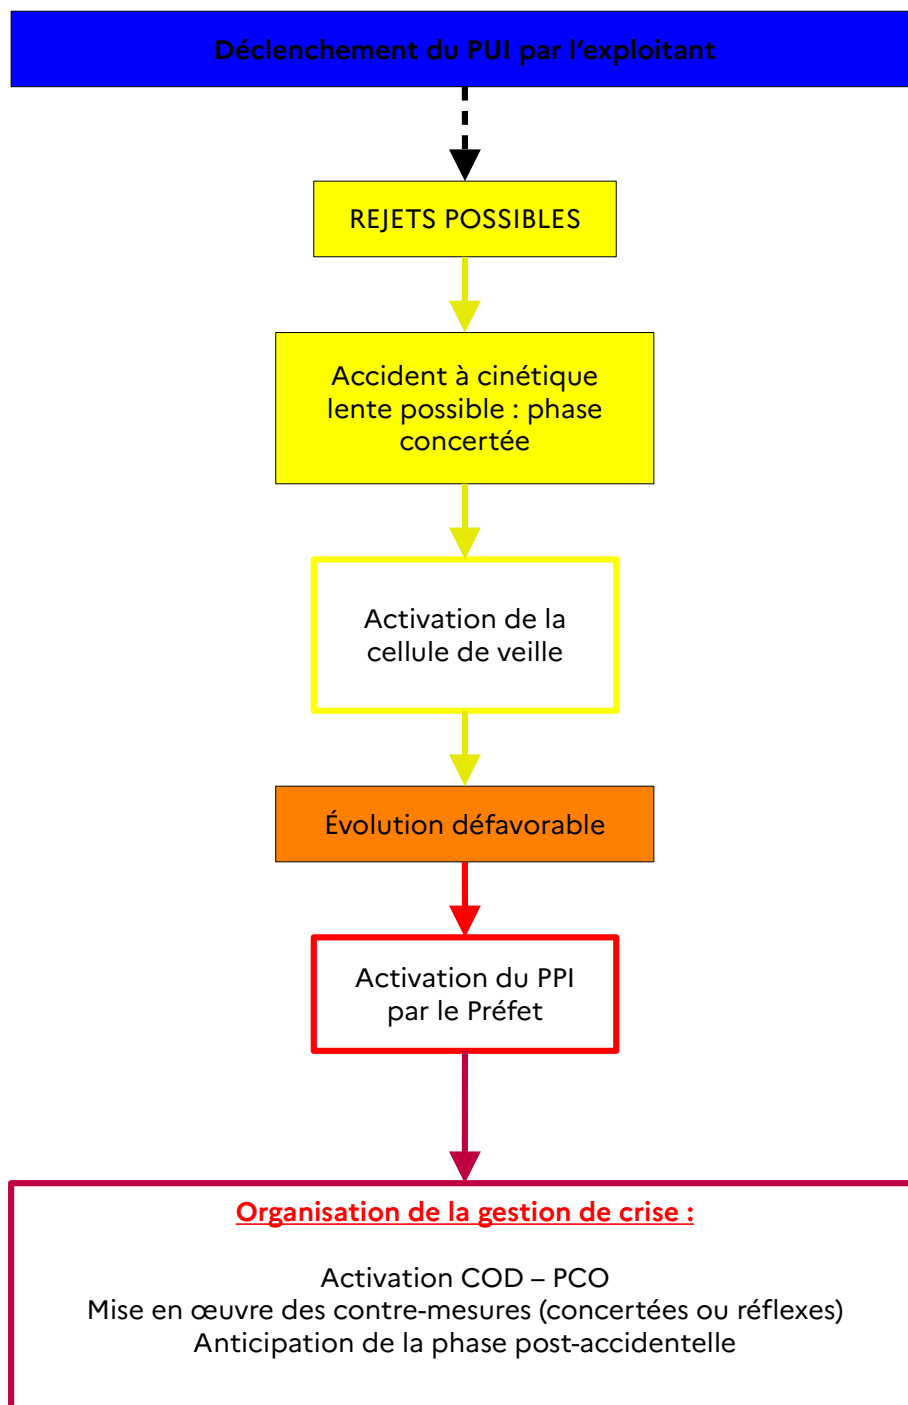 Déclenchement du PUI par l’exploitant
REJETS POSSIBLES
Accident à cinétique
lente possible : phase
concertée
Activation de la
cellule de veille
Évolution défavorable
Activation du PPI
par le Préfet
Organisation de la gestion de crise :
Activation COD – PCO
Mise en œuvre des contre-mesures (concertées ou réflexes)
Anticipation de la phase post-accidentelle